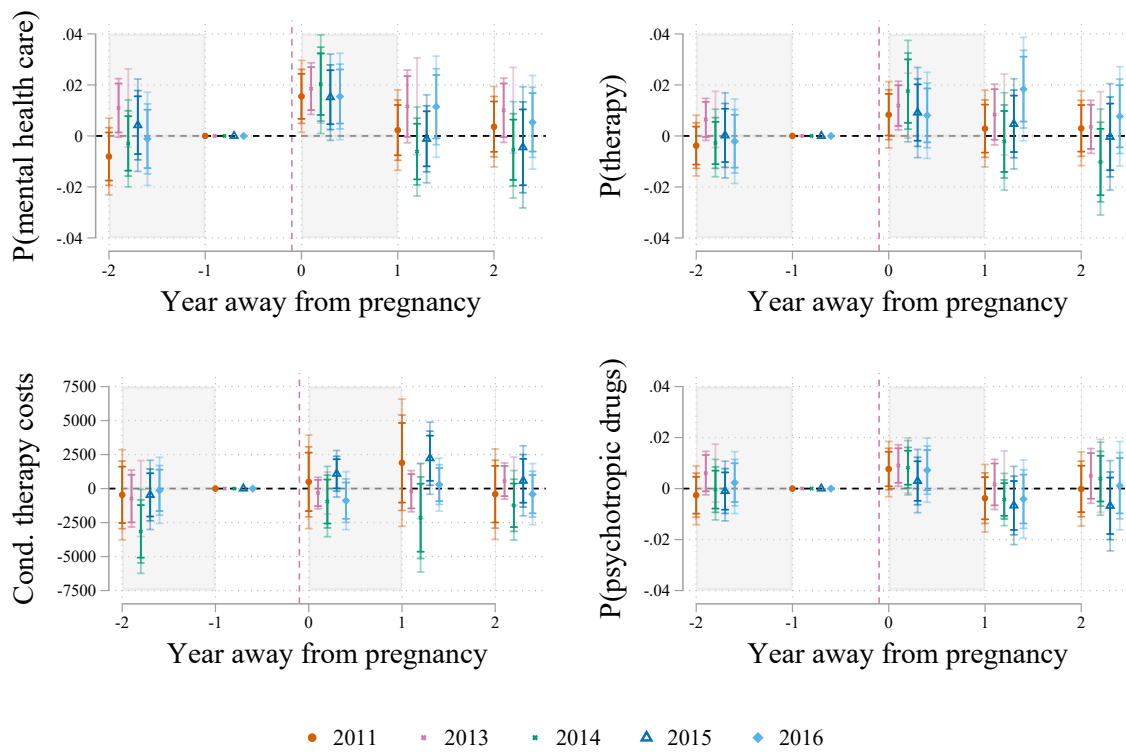 P(mental health care)
.04
.02
0
-.02
-.04
-2 -1 0 1 2
Year away from pregnancy
P(therapy)
.04
.02
0
-.02
-.04
-2 -1 0 1 2
Year away from pregnancy
Cond. therapy costs
7500
5000
2500
0
-2500
-5000
-7500
-2 -1 0 1 2
Year away from pregnancy
P(psychotropic drugs)
.04
.02
0
-.02
-.04
-2 -1 0 1 2
Year away from pregnancy
2011 2013 2014 2015 2016